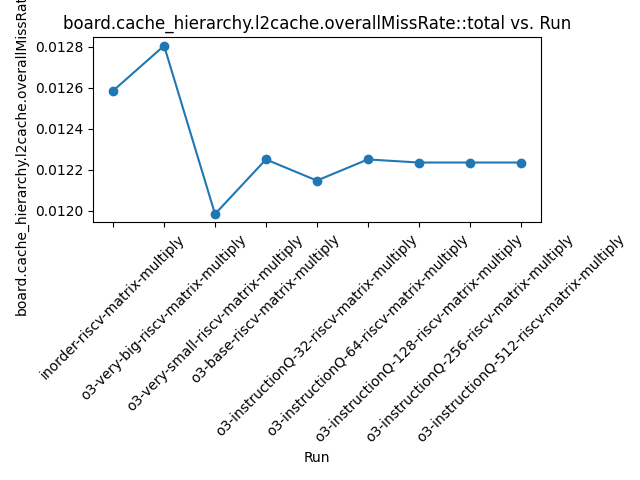 board.cache_hierarchy.l2cache.overallMissRate::total vs. Run
board.cache_hierarchy.l2cache.overallMissRat
0.0128
0.0126
0.0124
0.0122
0.0120
inorder-riscv-matrix-multiply
o3-very-big-riscv-matrix-multiply
o3-very-small-riscv-matrix-multiply
o3-base-riscv-matrix-multiply
o3-instructionQ-32-riscv-matrix-multiply
o3-instructionQ-64-riscv-matrix-multiply
o3-instructionQ-128-riscv-matrix-multiply
o3-instructionQ-256-riscv-matrix-multiply
o3-instructionQ-512-riscv-matrix-multiply
Run